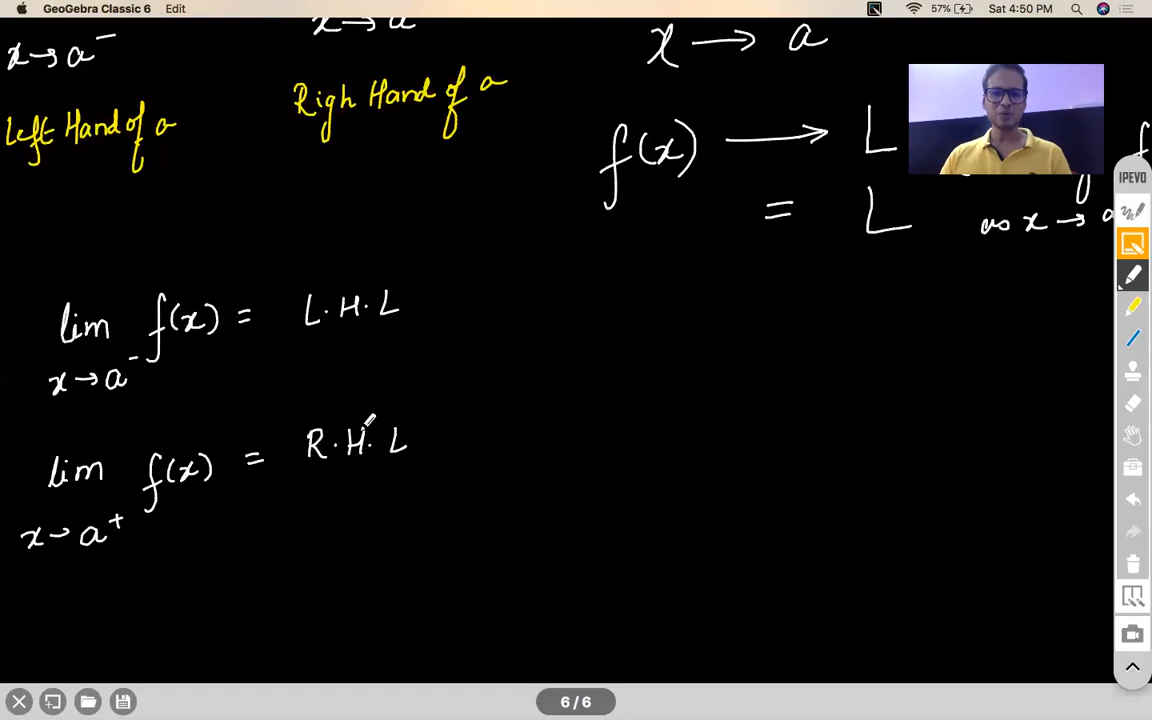 GeoGebra Classic 6 Edit 57% Sat 4:50 PM
x → a⁻
x → a
Left Hand of a
Righ Hand of a
x → a
f(x) → L
= L as x → a
IPEVO
lim f(x) = L.H.L
x → a⁻
lim f(x) = R.H.L
x → a⁺
6 / 6